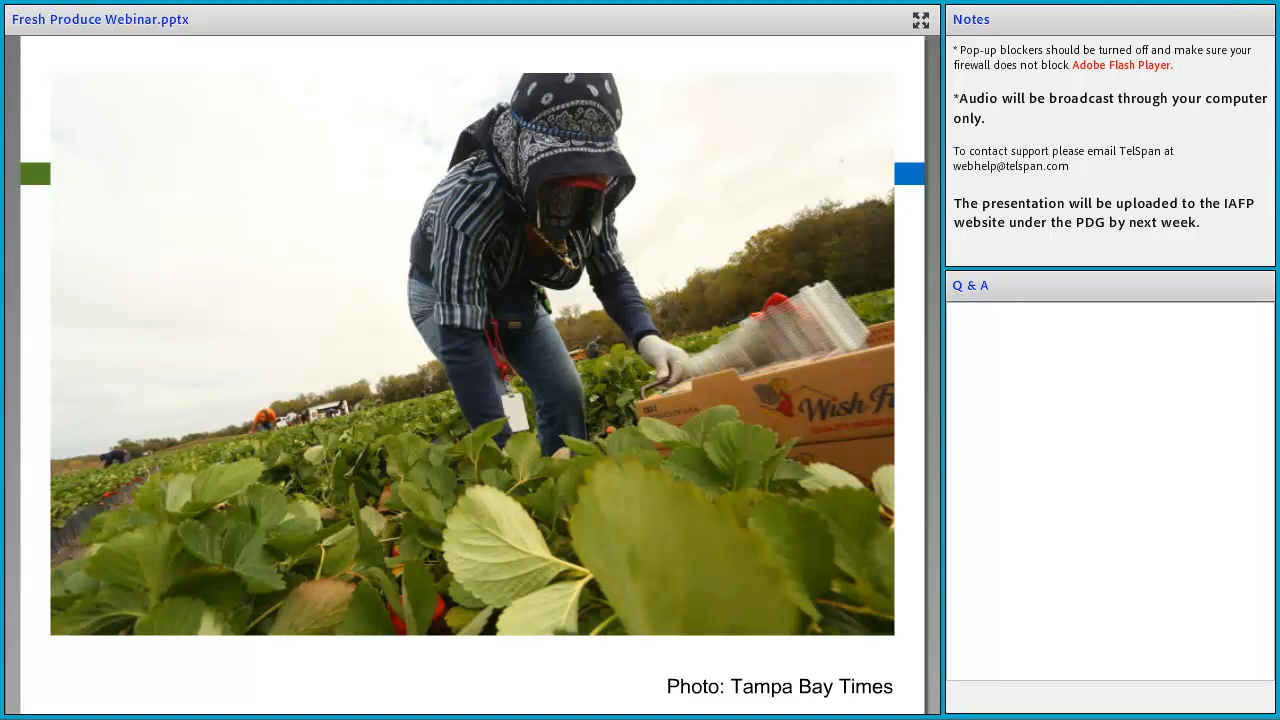 Fresh Produce Webinar.pptx
Photo: Tampa Bay Times
Notes
* Pop-up blockers should be turned off and make sure your
firewall does not block Adobe Flash Player.
*Audio will be broadcast through your computer
only.
To contact support please email TelSpan at
webhelp@telspan.com
The presentation will be uploaded to the IAFP
website under the PDG by next week.
Q & A
Wish